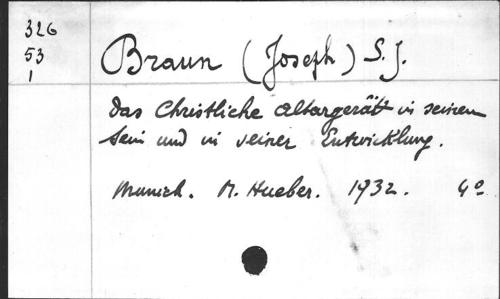 326
53
1
Braun (Joseph) S.J.
Das Christliche Altargerät in seinem
Sein und in seiner Entwicklung.
Munich. M. Hueber. 1932. 4º